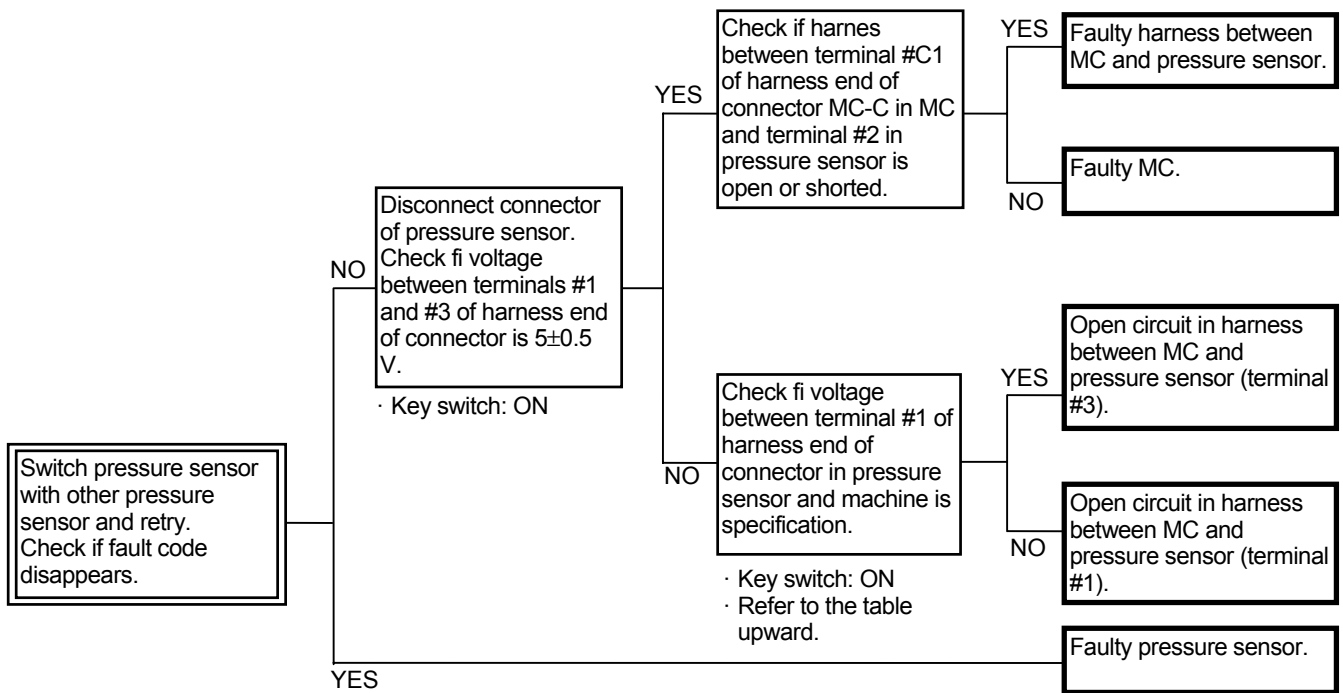 Switch pressure sensor
with other pressure
sensor and retry.
Check if fault code
disappears.
NO
YES
Disconnect connector
of pressure sensor.
Check fi voltage
between terminals #1
and #3 of harness end
of connector is 5±0.5
V.
· Key switch: ON
YES
NO
Check if harnes
between terminal #C1
of harness end of
connector MC-C in MC
and terminal #2 in
pressure sensor is
open or shorted.
YES
NO
Faulty harness between
MC and pressure sensor.
Faulty MC.
Check fi voltage
between terminal #1 of
harness end of
connector in pressure
sensor and machine is
specification.
· Key switch: ON
· Refer to the table
upward.
YES
NO
Open circuit in harness
between MC and
pressure sensor (terminal
#3).
Open circuit in harness
between MC and
pressure sensor (terminal
#1).
Faulty pressure sensor.